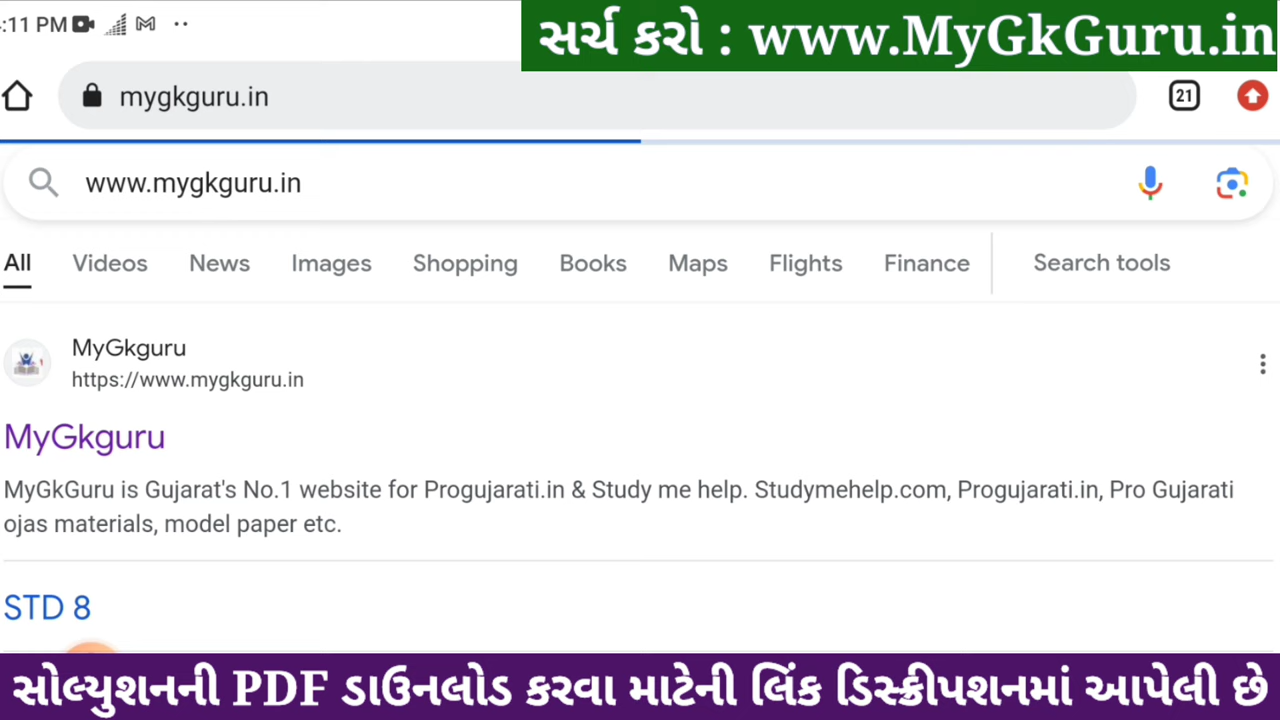 :11 PM
સર્ચ કરો : www.MyGkGuru.in
mygkguru.in
21
www.mygkguru.in
All Videos News Images Shopping Books Maps Flights Finance Search tools
MyGkguru
https://www.mygkguru.in
MyGkguru
MyGkGuru is Gujarat's No.1 website for Progujarati.in & Study me help. Studymehelp.com, Progujarati.in, Pro Gujarati
ojas materials, model paper etc.
STD 8
સોલ્યુશનની PDF ડાઉનલોડ કરવા માટેની લિંક ડિસ્ક્રીપશનમાં આપેલી છે